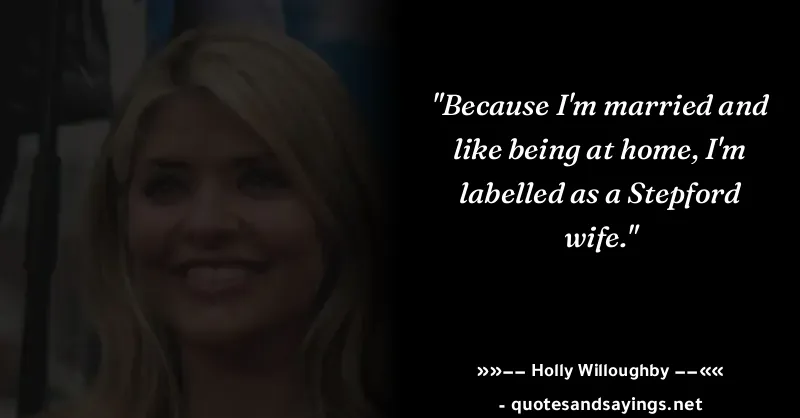 "Because I'm married and
like being at home, I'm
labelled as a Stepford
wife."
»»−− Holly Willoughby −−««
- quotesandsayings.net